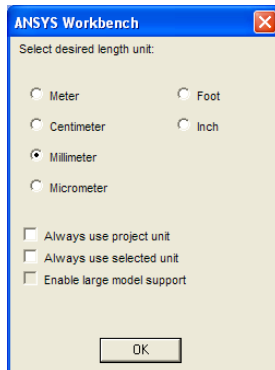 ANSYS Workbench
Select desired length unit:
Meter
Foot
Centimeter
Inch
Millimeter
Micrometer
Always use project unit
Always use selected unit
Enable large model support
OK